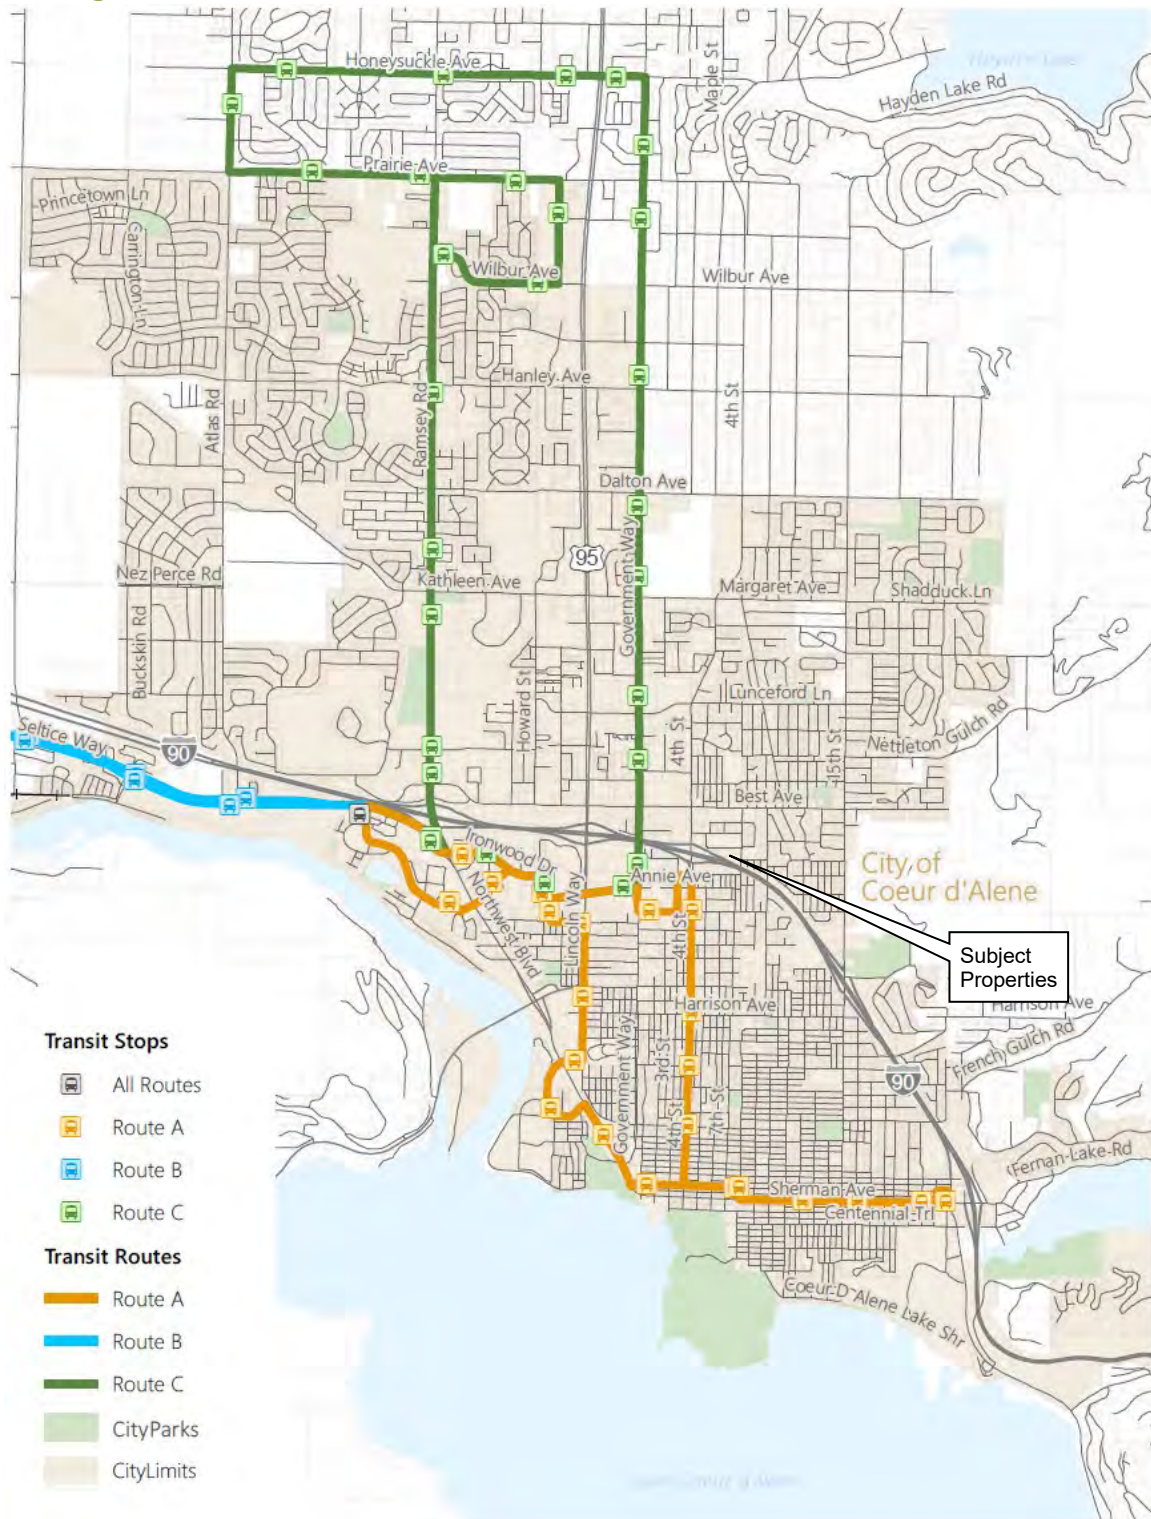 Honeysuckle Ave
Maple St
Hayden Lake
Hayden Lake Rd
Prairie Ave
Princetown Ln
Carrington Ln
Wilbur Ave
Wilbur Ave
Hanley Ave
Atlas Rd
Ramsey Rd
4th St
Dalton Ave
95
Government Way
Nez Perce Rd
Kathleen Ave
Margaret Ave
Shadduck Ln
Buckskin Rd
Howard St
Lunceford Ln
Seltice Way
90
4th St
15th St
Nettleton Gulch Rd
Best Ave
Ironwood Dr
Annie Ave
City of
Coeur d'Alene
Northwest Blvd
Lincoln Way
4th St
Subject
Properties
Harrison Ave
Harrison Ave
French Gulch Rd
Government Way
3rd St
90
4th St
7th St
Fernan Lake Rd
Sherman Ave
Centennial Trl
Coeur D Alene Lake Shr
Transit Stops
All Routes
Route A
Route B
Route C
Transit Routes
Route A
Route B
Route C
CityParks
CityLimits